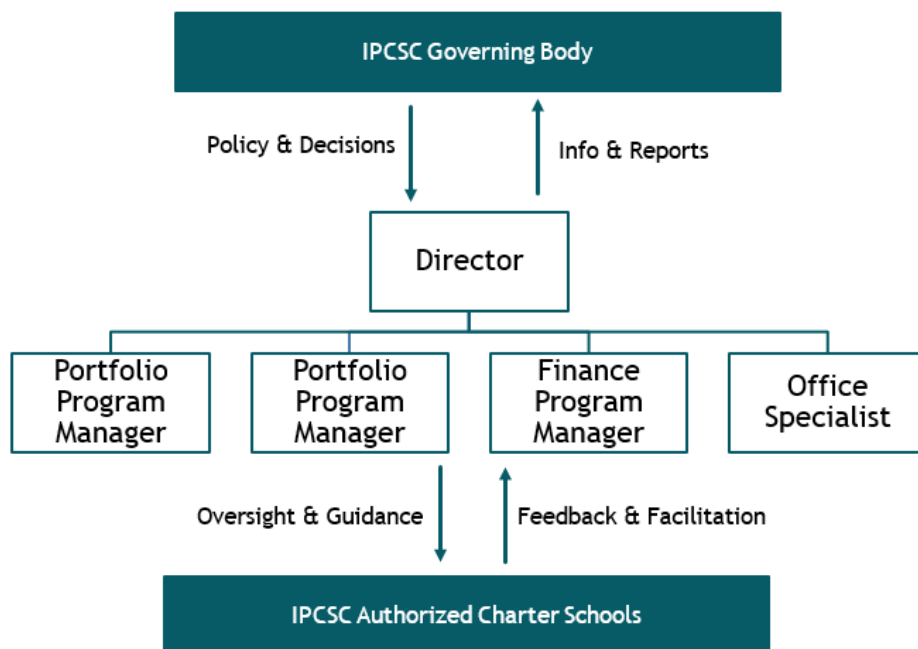 IPCSC Governing Body
Policy & Decisions
Info & Reports
Director
Portfolio
Program
Manager
Portfolio
Program
Manager
Finance
Program
Manager
Office
Specialist
Oversight & Guidance
Feedback & Facilitation
IPCSC Authorized Charter Schools